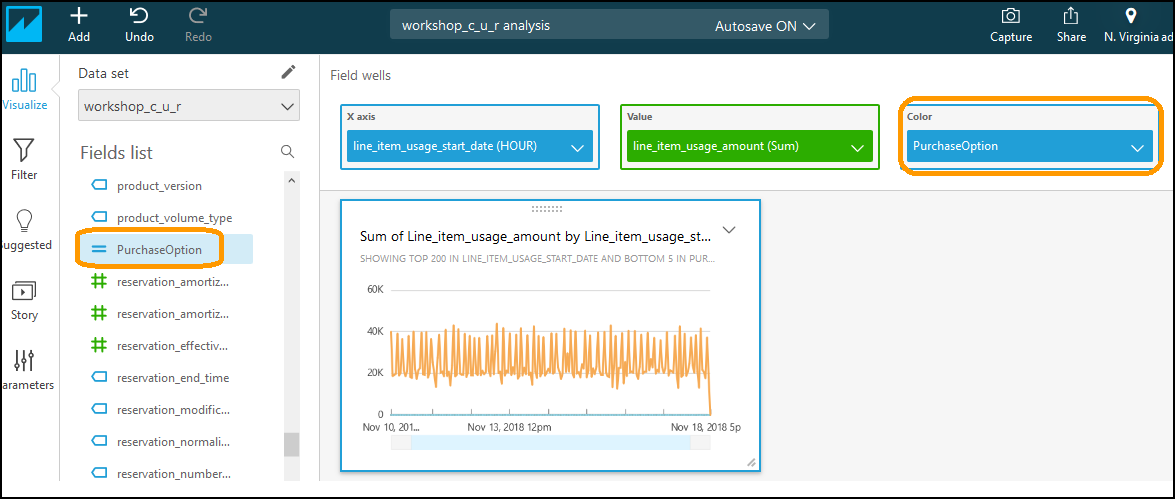 Add
Undo
Redo
workshop_c_u_r analysis
Autosave ON
Capture
Share
N. Virginia ad
Visualize
Filter
uggested
Story
arameters
Data set
workshop_c_u_r
Fields list
product_version
product_volume_type
PurchaseOption
reservation_amortiz...
reservation_amortiz...
reservation_effectiv...
reservation_end_time
reservation_modific...
reservation_normali...
reservation_number...
Field wells
X axis
line_item_usage_start_date (HOUR)
Value
line_item_usage_amount (Sum)
Color
PurchaseOption
Sum of Line_item_usage_amount by Line_item_usage_st...
SHOWING TOP 200 IN LINE_ITEM_USAGE_START_DATE AND BOTTOM 5 IN PUR...
60K
40K
20K
0
Nov 10, 201...
Nov 13, 2018 12pm
Nov 18, 2018 5p